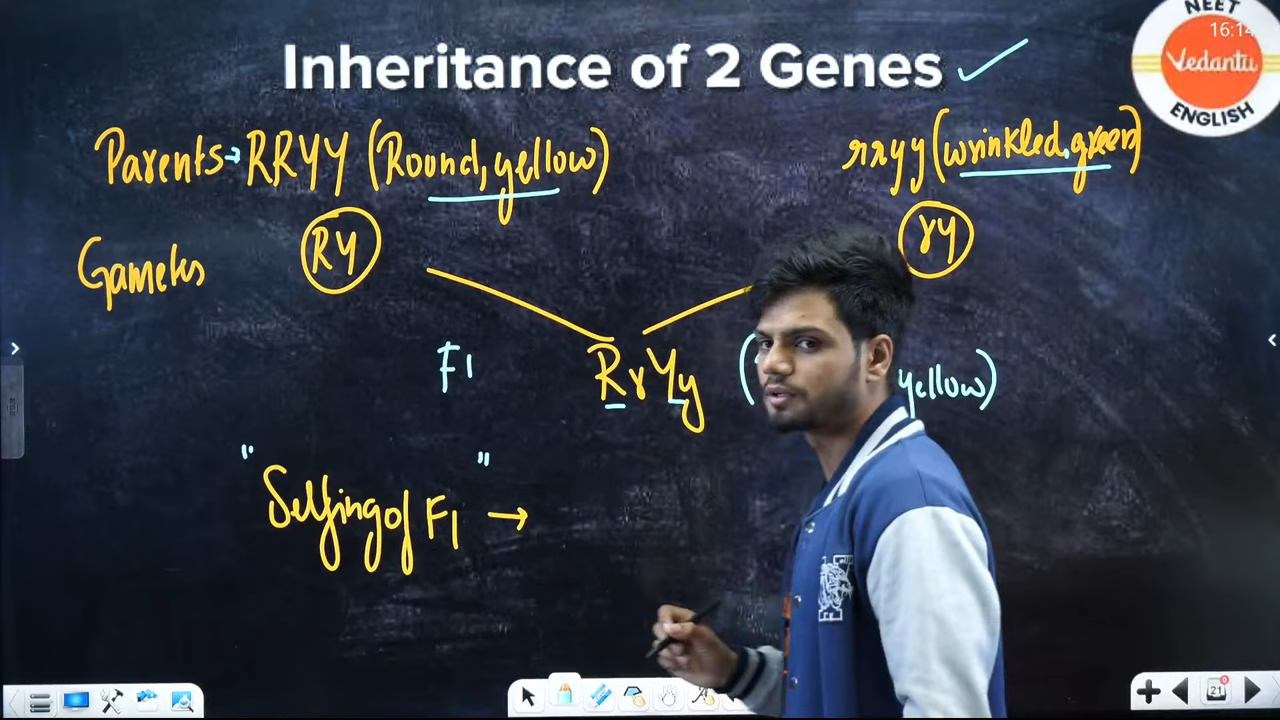 NEET
16:14
Vedantu
ENGLISH
Inheritance of 2 Genes
Parents→ RRYY (Round, yellow) rryy (wrinkled, green)
Gametes RY ry
F1 RrYy ( yellow)
"Selfing of F1" →
21